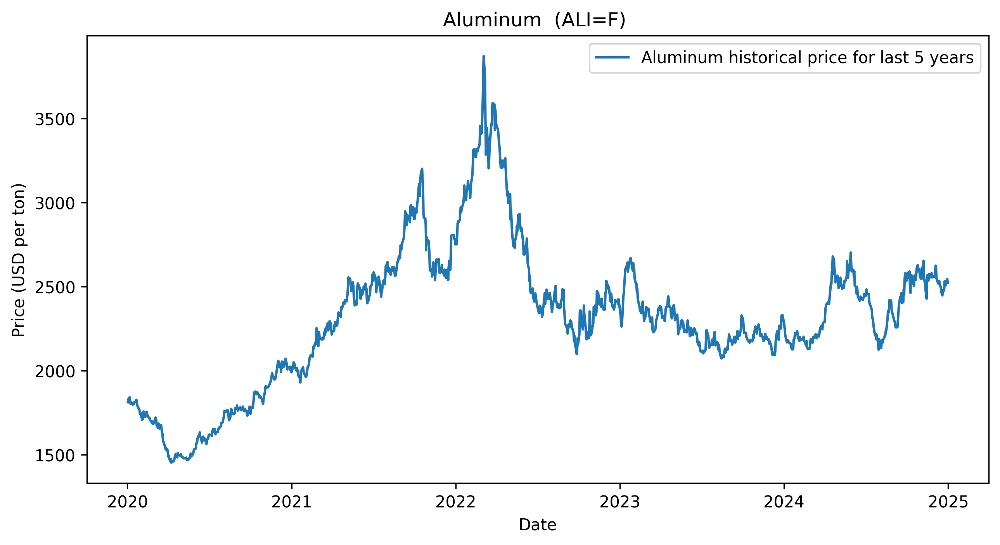 Aluminum  (ALI=F)
Aluminum historical price for last 5 years
Price (USD per ton)
3500
3000
2500
2000
1500
2020 2021 2022 2023 2024 2025
Date